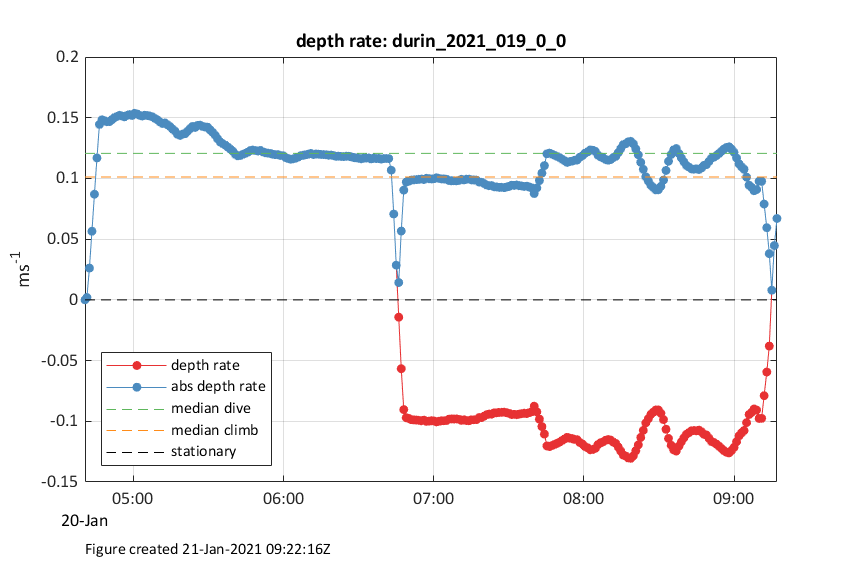 depth rate: durin_2021_019_0_0
0.2
0.15
0.1
0.05
0
-0.05
-0.1
-0.15
ms-1
depth rate
abs depth rate
median dive
median climb
stationary
05:00 06:00 07:00 08:00 09:00
20-Jan
Figure created 21-Jan-2021 09:22:16Z